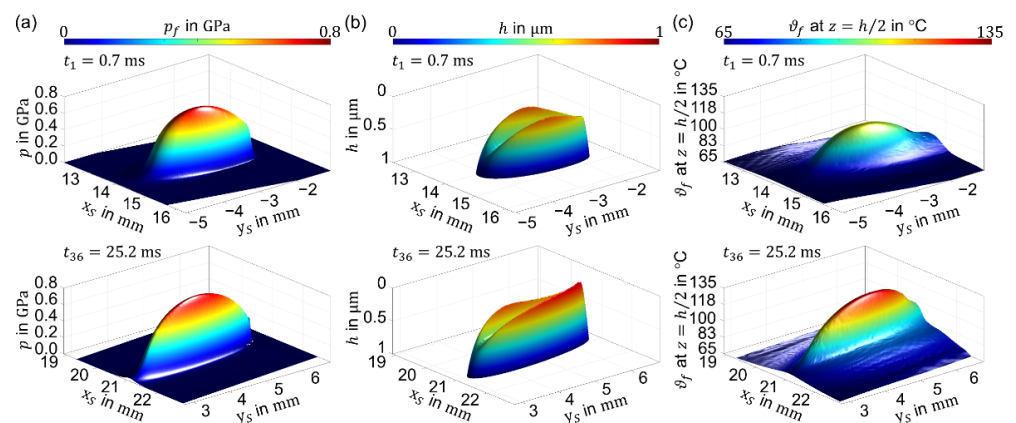 (a) p_f in GPa
0 0.8
t₁ = 0.7 ms
p in GPa
0.8
0.6
0.4
0.2
0.0
13
14
15
16
x_S in mm
-5
-4
-3
-2
y_S in mm
t₃₆ = 25.2 ms
p in GPa
0.8
0.6
0.4
0.2
0.0
19
20
21
22
x_S in mm
3
4
5
6
y_S in mm
(b) h in µm
0 1
t₁ = 0.7 ms
h in µm
0
0.5
1
13
14
15
16
x_S in mm
-5
-4
-3
-2
y_S in mm
t₃₆ = 25.2 ms
h in µm
0
0.5
1
19
20
21
22
x_S in mm
3
4
5
6
y_S in mm
(c) ϑ_f at z = h/2 in °C
65 135
t₁ = 0.7 ms
ϑ_f at z = h/2 in °C
135
118
100
83
65
13
14
15
16
x_S in mm
-5
-4
-3
-2
y_S in mm
t₃₆ = 25.2 ms
ϑ_f at z = h/2 in °C
135
118
100
83
65
19
20
21
22
x_S in mm
3
4
5
6
y_S in mm